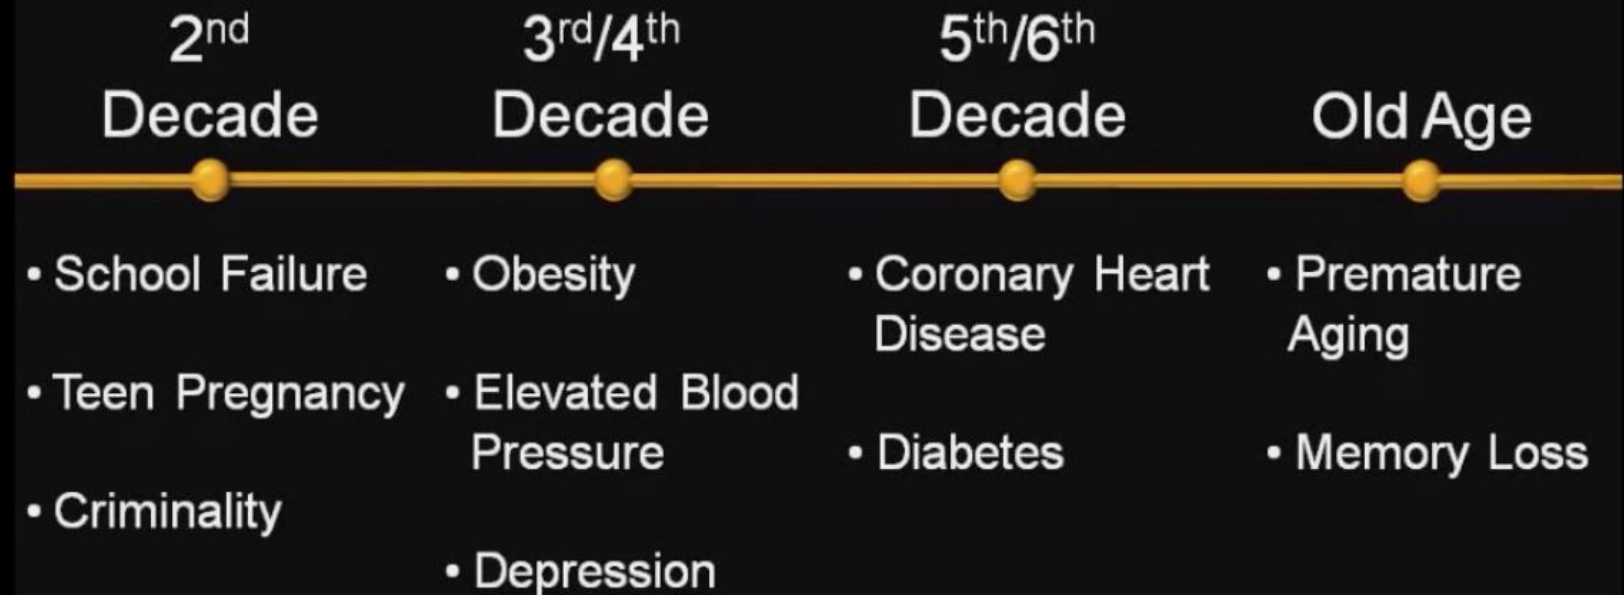 2nd
Decade
3rd/4th
Decade
5th/6th
Decade
Old Age
• School Failure
• Teen Pregnancy
• Criminality
• Obesity
• Elevated Blood
Pressure
• Depression
• Coronary Heart
Disease
• Diabetes
• Premature
Aging
• Memory Loss